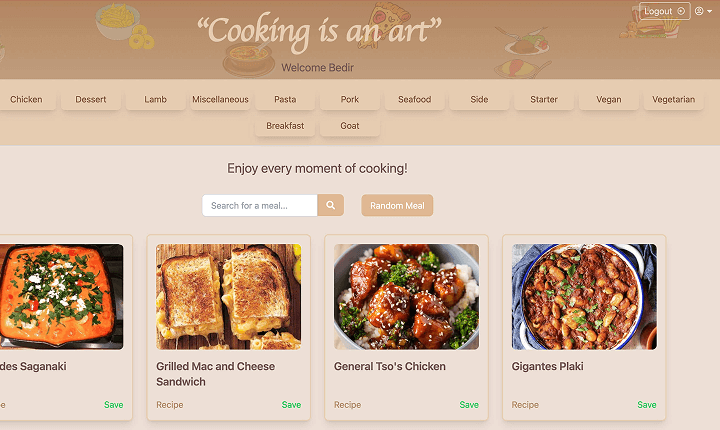 Logout
“Cooking is an art”
Welcome Bedir
Chicken Dessert Lamb Miscellaneous Pasta Pork Seafood Side Starter Vegan Vegetarian
Breakfast Goat
Enjoy every moment of cooking!
Search for a meal... Random Meal
des Saganaki
Grilled Mac and Cheese
Sandwich
General Tso's Chicken
Gigantes Plaki
e Save
Recipe Save
Recipe Save
Recipe Save